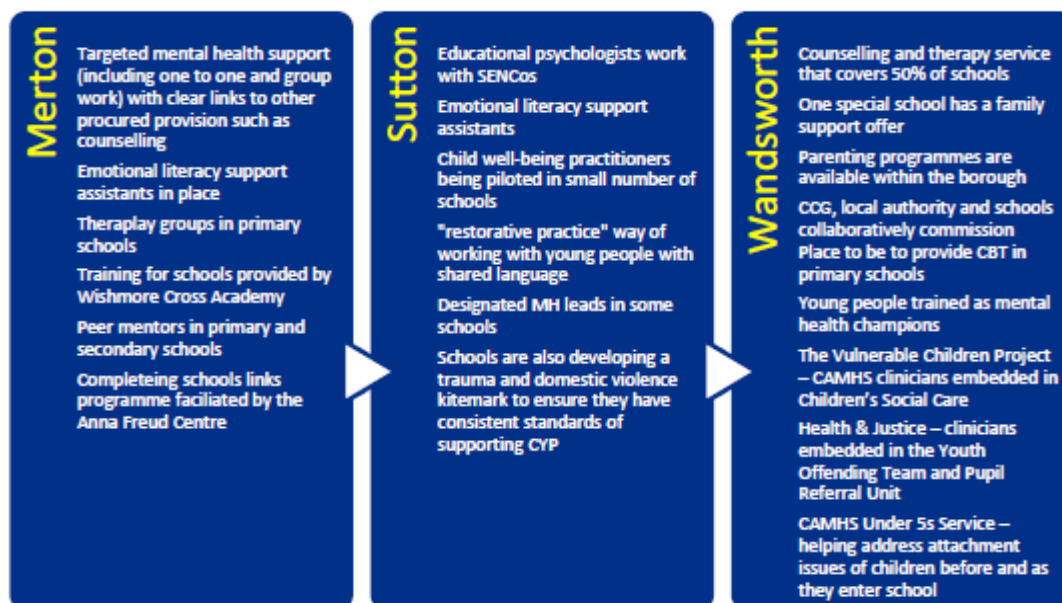 Merton
Targeted mental health support
(including one to one and group
work) with clear links to other
procured provision such as
counselling
Emotional literacy support
assistants in place
Theraplay groups in primary
schools
Training for schools provided by
Wishmore Cross Academy
Peer mentors in primary and
secondary schools
Completeing schools links
programme faciliated by the
Anna Freud Centre
Sutton
Educational psychologists work
with SENCos
Emotional literacy support
assistants
Child well-being practitioners
being piloted in small number of
schools
"restorative practice" way of
working with young people with
shared language
Designated MH leads in some
schools
Schools are also developing a
trauma and domestic violence
kitemark to ensure they have
consistent standards of
supporting CYP
Wandsworth
Counselling and therapy service
that covers 50% of schools
One special school has a family
support offer
Parenting programmes are
available within the borough
CCG, local authority and schools
collaboratively commission
Place to be to provide CBT in
primary schools
Young people trained as mental
health champions
The Vulnerable Children Project
– CAMHS clinicians embedded in
Children's Social Care
Health & Justice – clinicians
embedded in the Youth
Offending Team and Pupil
Referral Unit
CAMHS Under 5s Service –
helping address attachment
issues of children before and as
they enter school